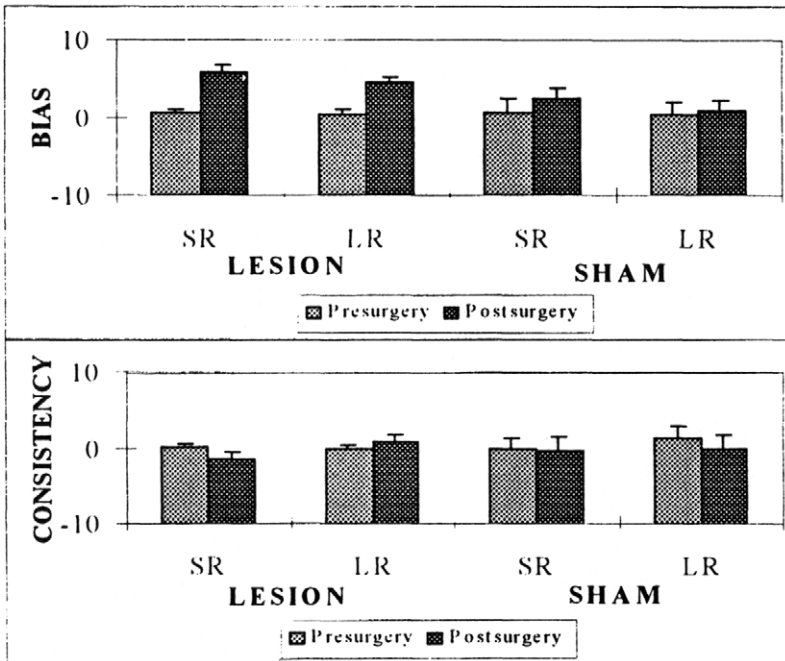 10
BIAS
0
-10
SR LR SR LR
LESION SHAM
Presurgery Postsurgery
10
CONSISTENCY
0
-10
SR LR SR LR
LESION SHAM
Presurgery Postsurgery